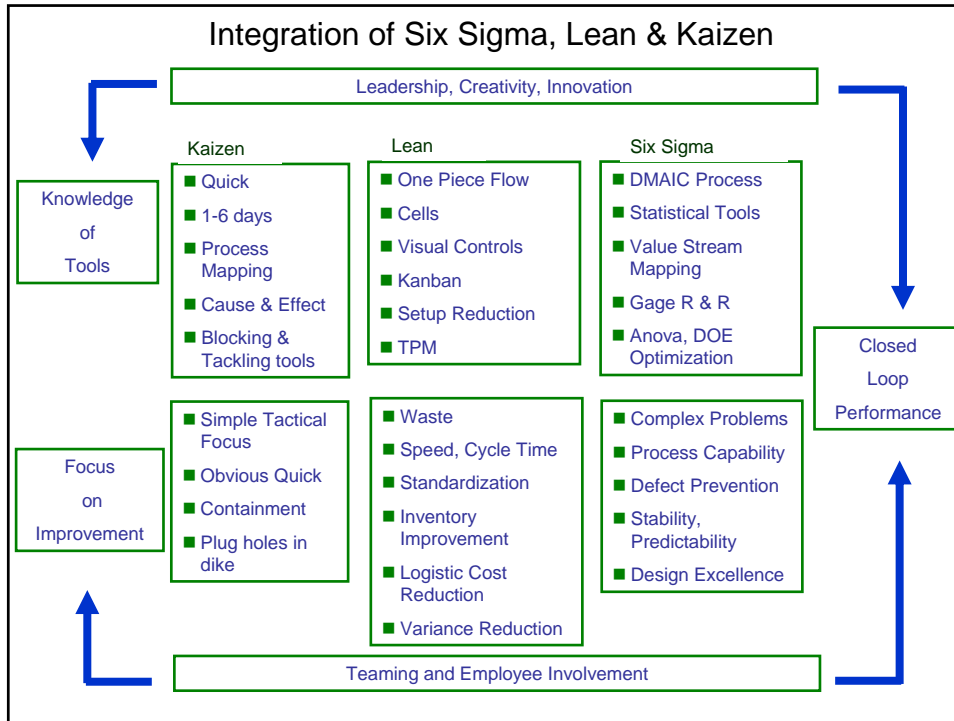 Integration of Six Sigma, Lean & Kaizen
Leadership, Creativity, Innovation
Knowledge
of
Tools
Kaizen
Quick
1-6 days
Process
Mapping
Cause & Effect
Blocking &
Tackling tools
Lean
One Piece Flow
Cells
Visual Controls
Kanban
Setup Reduction
TPM
Six Sigma
DMAIC Process
Statistical Tools
Value Stream
Mapping
Gage R & R
Anova, DOE
Optimization
Closed
Loop
Performance
Focus
on
Improvement
Simple Tactical
Focus
Obvious Quick
Containment
Plug holes in
dike
Waste
Speed, Cycle Time
Standardization
Inventory
Improvement
Logistic Cost
Reduction
Variance Reduction
Complex Problems
Process Capability
Defect Prevention
Stability,
Predictability
Design Excellence
Teaming and Employee Involvement